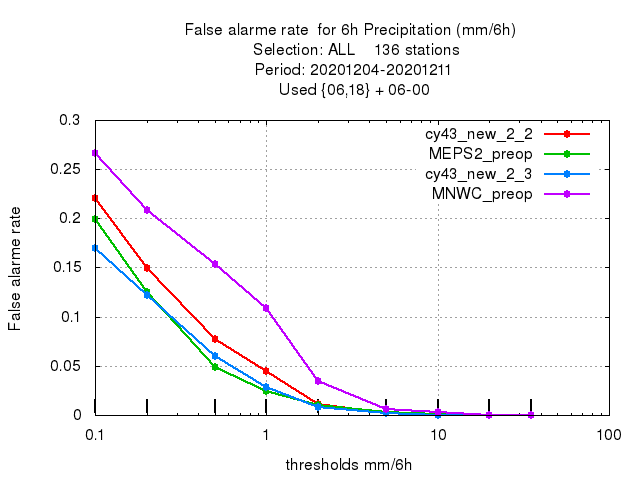 False alarme rate  for 6h Precipitation (mm/6h)
Selection: ALL    136 stations
Period: 20201204-20201211
Used {06,18} + 06-00
cy43_new_2_2
MEPS2_preop
cy43_new_2_3
MNWC_preop
0.3
0.25
0.2
0.15
0.1
0.05
0
False alarme rate
0.1 1 10 100
thresholds mm/6h